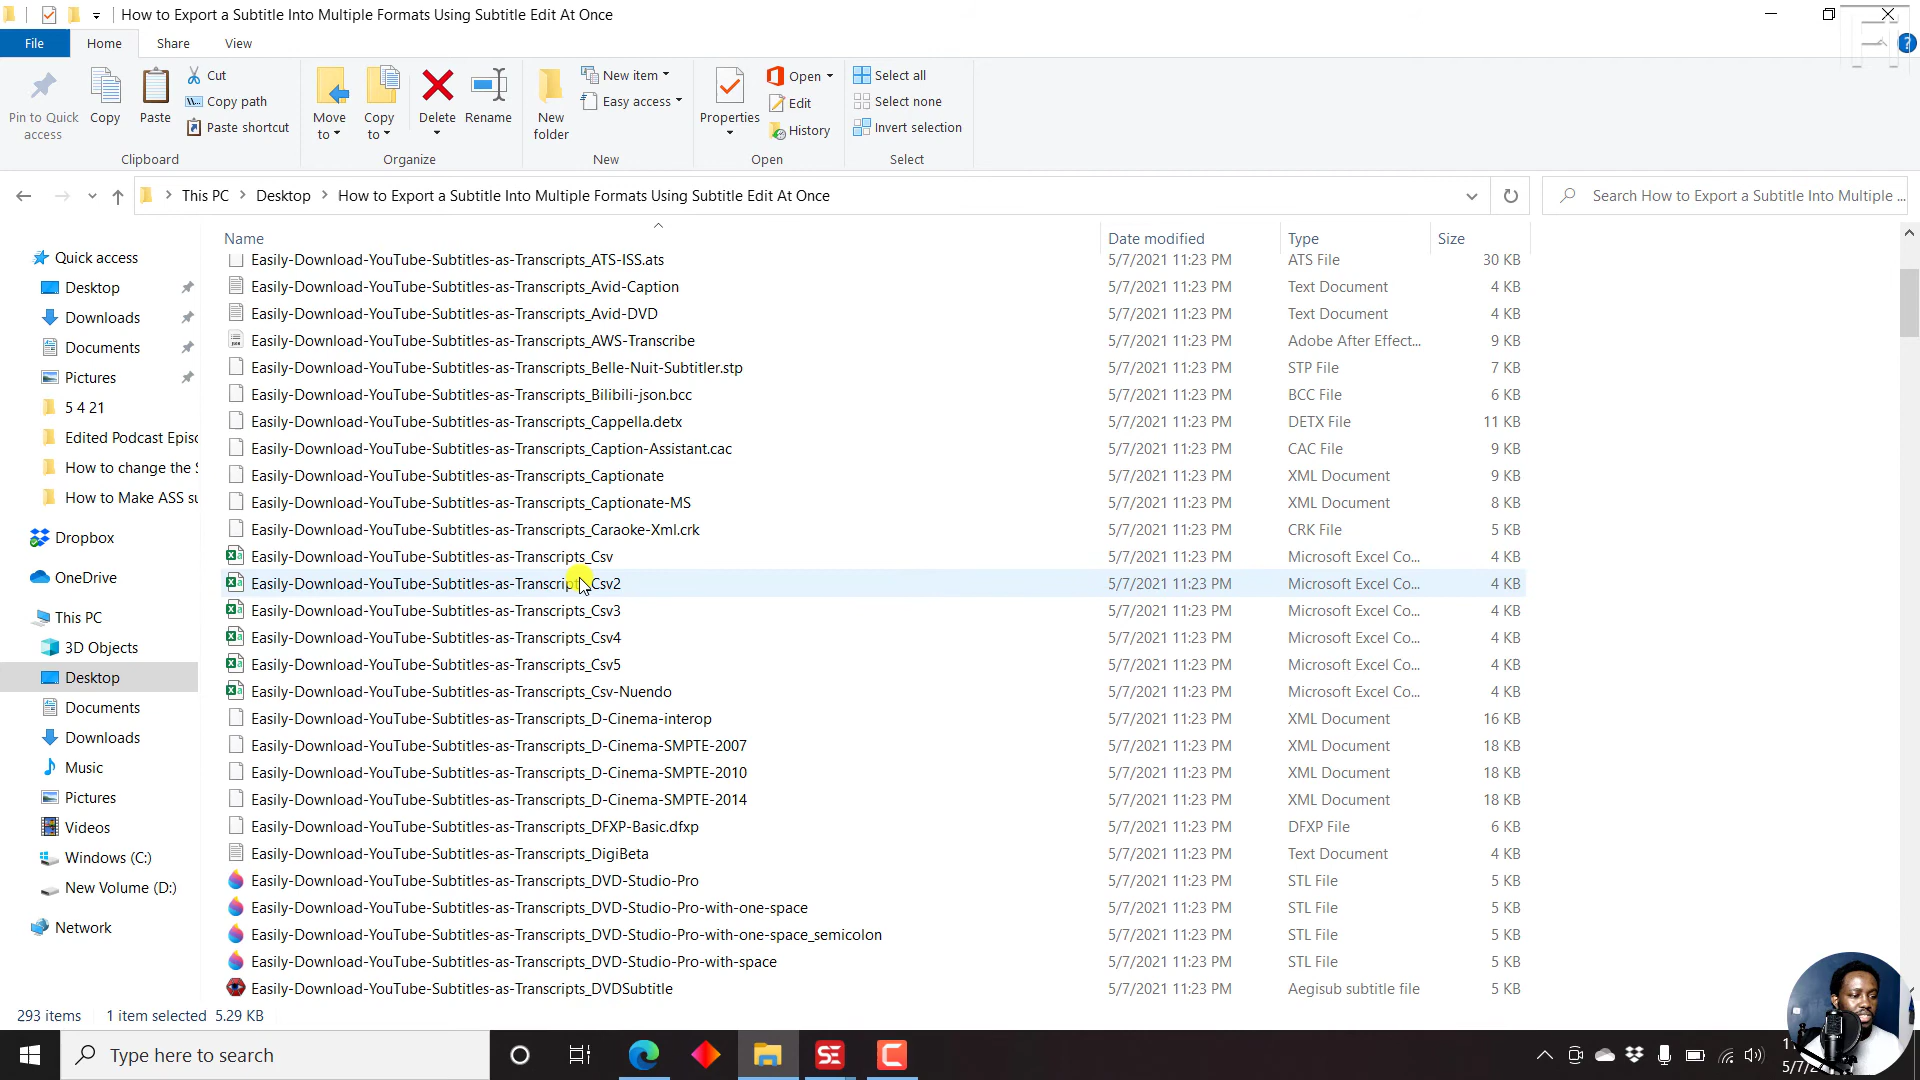 How to Export a Subtitle Into Multiple Formats Using Subtitle Edit At Once
File Home Share View
Pin to Quick access
Copy
Paste
Cut
Copy path
Paste shortcut
Clipboard
Move to
Copy to
Delete
Rename
Organize
New folder
New item
Easy access
New
Properties
Open
Edit
History
Open
Select all
Select none
Invert selection
Select
This PC > Desktop > How to Export a Subtitle Into Multiple Formats Using Subtitle Edit At Once
Search How to Export a Subtitle Into Multiple ...
Quick access
Desktop
Downloads
Documents
Pictures
5 4 21
Edited Podcast Episo
How to change the S
How to Make ASS su
Dropbox
OneDrive
This PC
3D Objects
Desktop
Documents
Downloads
Music
Pictures
Videos
Windows (C:)
New Volume (D:)
Network
Name Date modified Type Size
Easily-Download-YouTube-Subtitles-as-Transcripts_ATS-ISS.ats 5/7/2021 11:23 PM ATS File 30 KB
Easily-Download-YouTube-Subtitles-as-Transcripts_Avid-Caption 5/7/2021 11:23 PM Text Document 4 KB
Easily-Download-YouTube-Subtitles-as-Transcripts_Avid-DVD 5/7/2021 11:23 PM Text Document 4 KB
Easily-Download-YouTube-Subtitles-as-Transcripts_AWS-Transcribe 5/7/2021 11:23 PM Adobe After Effect... 9 KB
Easily-Download-YouTube-Subtitles-as-Transcripts_Belle-Nuit-Subtitler.stp 5/7/2021 11:23 PM STP File 7 KB
Easily-Download-YouTube-Subtitles-as-Transcripts_Bilibili-json.bcc 5/7/2021 11:23 PM BCC File 6 KB
Easily-Download-YouTube-Subtitles-as-Transcripts_Cappella.detx 5/7/2021 11:23 PM DETX File 11 KB
Easily-Download-YouTube-Subtitles-as-Transcripts_Caption-Assistant.cac 5/7/2021 11:23 PM CAC File 9 KB
Easily-Download-YouTube-Subtitles-as-Transcripts_Captionate 5/7/2021 11:23 PM XML Document 9 KB
Easily-Download-YouTube-Subtitles-as-Transcripts_Captionate-MS 5/7/2021 11:23 PM XML Document 8 KB
Easily-Download-YouTube-Subtitles-as-Transcripts_Caraoke-Xml.crk 5/7/2021 11:23 PM CRK File 5 KB
Easily-Download-YouTube-Subtitles-as-Transcripts_Csv 5/7/2021 11:23 PM Microsoft Excel Co... 4 KB
Easily-Download-YouTube-Subtitles-as-Transcripts_Csv2 5/7/2021 11:23 PM Microsoft Excel Co... 4 KB
Easily-Download-YouTube-Subtitles-as-Transcripts_Csv3 5/7/2021 11:23 PM Microsoft Excel Co... 4 KB
Easily-Download-YouTube-Subtitles-as-Transcripts_Csv4 5/7/2021 11:23 PM Microsoft Excel Co... 4 KB
Easily-Download-YouTube-Subtitles-as-Transcripts_Csv5 5/7/2021 11:23 PM Microsoft Excel Co... 4 KB
Easily-Download-YouTube-Subtitles-as-Transcripts_Csv-Nuendo 5/7/2021 11:23 PM Microsoft Excel Co... 4 KB
Easily-Download-YouTube-Subtitles-as-Transcripts_D-Cinema-interop 5/7/2021 11:23 PM XML Document 16 KB
Easily-Download-YouTube-Subtitles-as-Transcripts_D-Cinema-SMPTE-2007 5/7/2021 11:23 PM XML Document 18 KB
Easily-Download-YouTube-Subtitles-as-Transcripts_D-Cinema-SMPTE-2010 5/7/2021 11:23 PM XML Document 18 KB
Easily-Download-YouTube-Subtitles-as-Transcripts_D-Cinema-SMPTE-2014 5/7/2021 11:23 PM XML Document 18 KB
Easily-Download-YouTube-Subtitles-as-Transcripts_DFXP-Basic.dfxp 5/7/2021 11:23 PM DFXP File 6 KB
Easily-Download-YouTube-Subtitles-as-Transcripts_DigiBeta 5/7/2021 11:23 PM Text Document 4 KB
Easily-Download-YouTube-Subtitles-as-Transcripts_DVD-Studio-Pro 5/7/2021 11:23 PM STL File 5 KB
Easily-Download-YouTube-Subtitles-as-Transcripts_DVD-Studio-Pro-with-one-space 5/7/2021 11:23 PM STL File 5 KB
Easily-Download-YouTube-Subtitles-as-Transcripts_DVD-Studio-Pro-with-one-space_semicolon 5/7/2021 11:23 PM STL File 5 KB
Easily-Download-YouTube-Subtitles-as-Transcripts_DVD-Studio-Pro-with-space 5/7/2021 11:23 PM STL File 5 KB
Easily-Download-YouTube-Subtitles-as-Transcripts_DVDSubtitle 5/7/2021 11:23 PM Aegisub subtitle file 5 KB
293 items 1 item selected 5.29 KB
Type here to search
SE